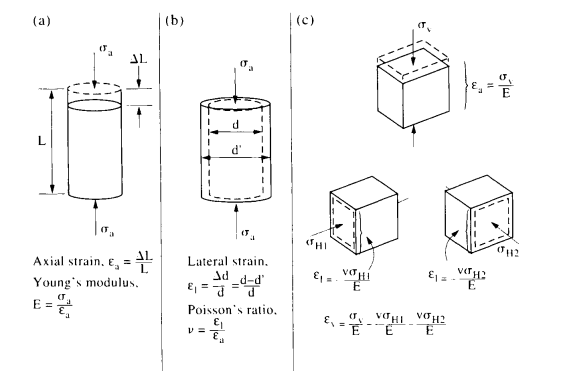 (a)
σa
ΔL
L
σa
Axial strain, εa = ΔL/L
Young's modulus,
E = σa/εa
(b)
σa
d
d'
σa
Lateral strain,
εl = Δd/d = d–d'/d
Poisson's ratio,
ν = εl/εa
(c)
σv
εa = σv/E
σH1
εl = - νσH1/E
σH2
εl = - νσH2/E
εv = σv/E - νσH1/E - νσH2/E